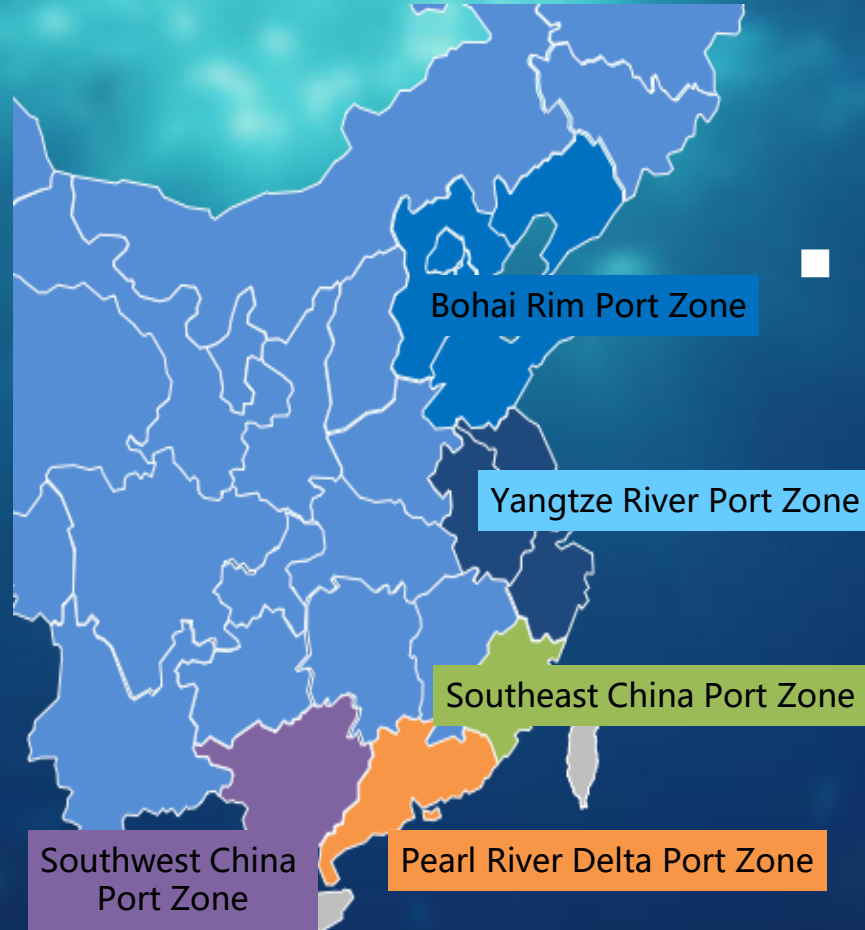 Bohai Rim Port Zone
Yangtze River Port Zone
Southeast China Port Zone
Southwest China
Port Zone
Pearl River Delta Port Zone